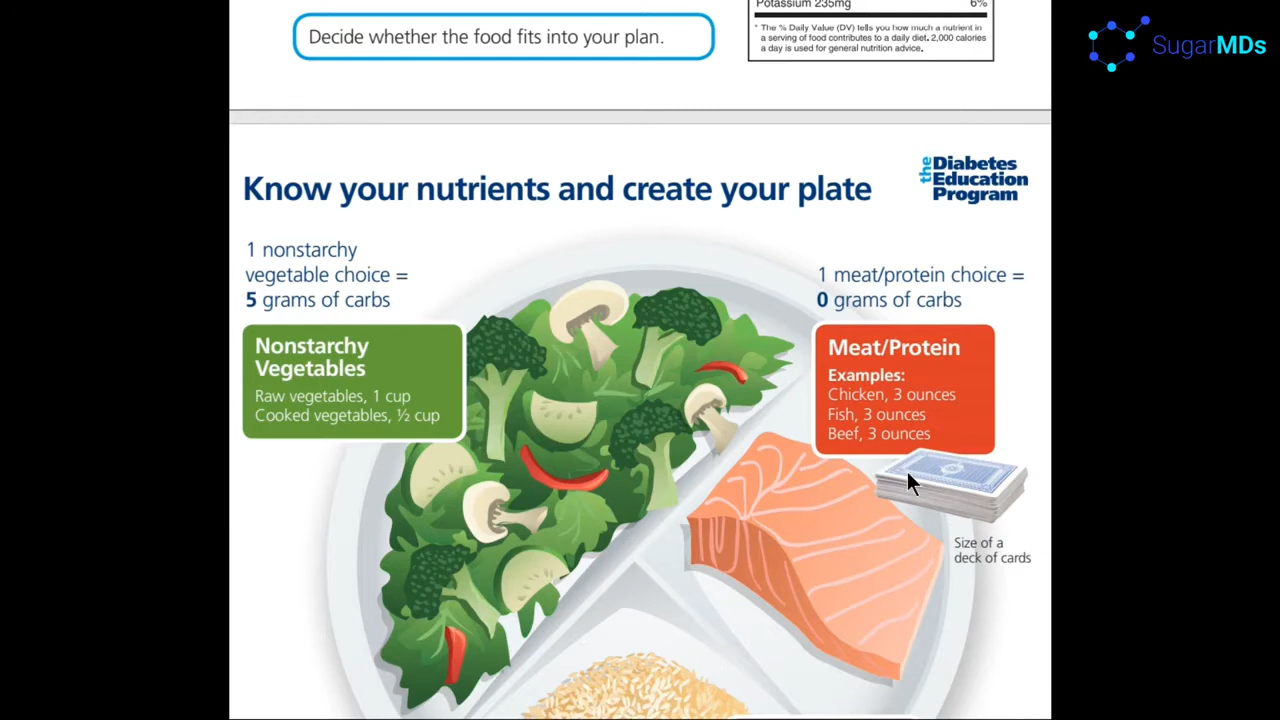 Potassium 235mg 6%
* The % Daily Value (DV) tells you how much a nutrient in
a serving of food contributes to a daily diet. 2,000 calories
a day is used for general nutrition advice.
Decide whether the food fits into your plan.
SugarMDs
Know your nutrients and create your plate
the Diabetes
Education
Program
1 nonstarchy
vegetable choice =
5 grams of carbs
Nonstarchy
Vegetables
Raw vegetables, 1 cup
Cooked vegetables, ½ cup
1 meat/protein choice =
0 grams of carbs
Meat/Protein
Examples:
Chicken, 3 ounces
Fish, 3 ounces
Beef, 3 ounces
Size of a
deck of cards